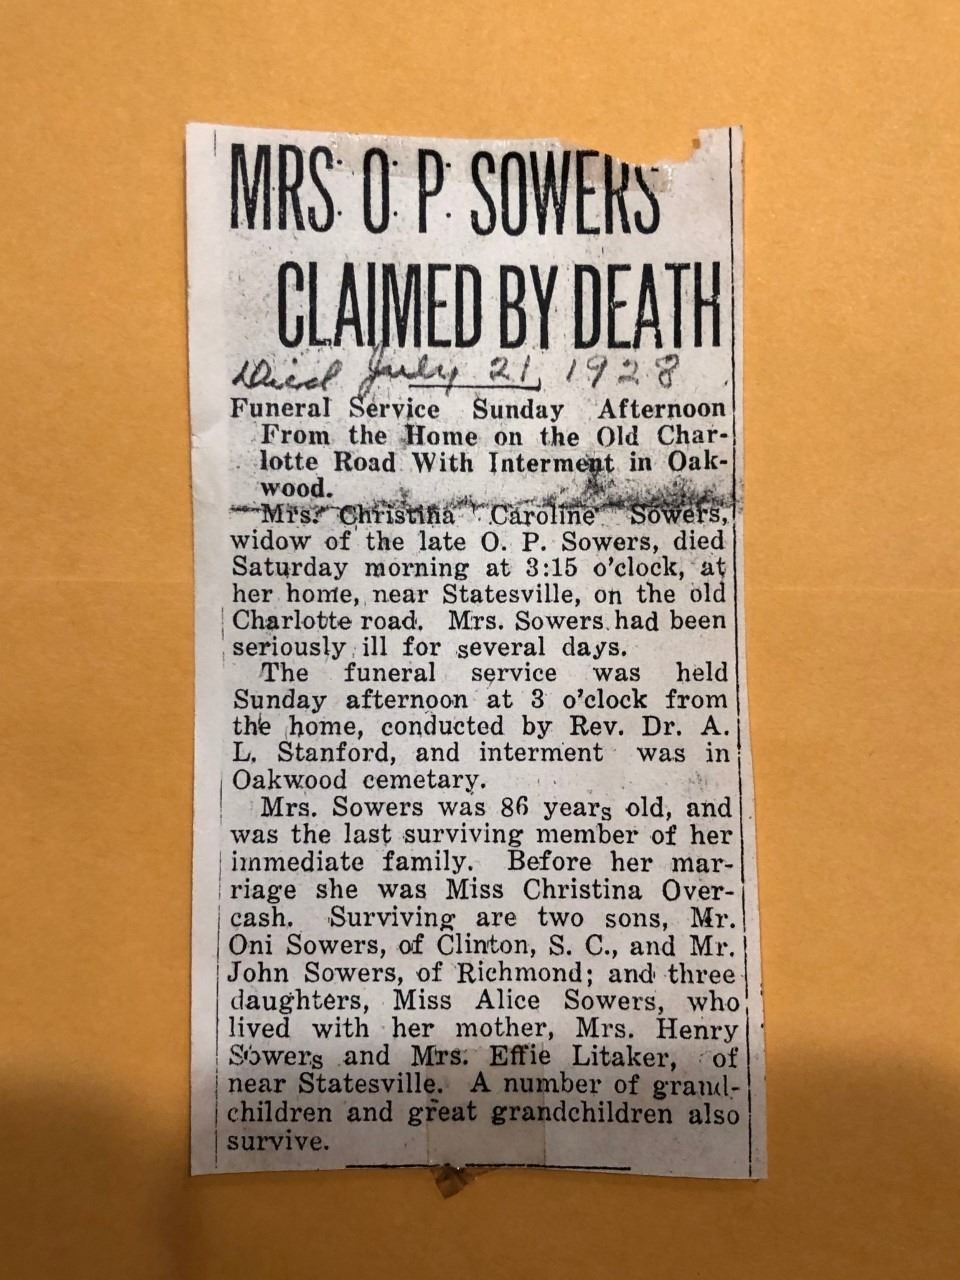 MRS. O. P. SOWERS
CLAIMED BY DEATH
Died July 21, 1928
Funeral Service Sunday Afternoon
From the Home on the Old Char-
lotte Road With Interment in Oak-
wood.
Mrs. Christina Caroline Sowers,
widow of the late O. P. Sowers, died
Saturday morning at 3:15 o'clock, at
her home, near Statesville, on the old
Charlotte road. Mrs. Sowers had been
seriously ill for several days.
The funeral service was held
Sunday afternoon at 3 o'clock from
the home, conducted by Rev. Dr. A.
L. Stanford, and interment was in
Oakwood cemetary.
Mrs. Sowers was 86 years old, and
was the last surviving member of her
immediate family. Before her mar-
riage she was Miss Christina Over-
cash. Surviving are two sons, Mr.
Oni Sowers, of Clinton, S. C., and Mr.
John Sowers, of Richmond; and three
daughters, Miss Alice Sowers, who
lived with her mother, Mrs. Henry
Sowers and Mrs. Effie Litaker, of
near Statesville. A number of grand-
children and great grandchildren also
survive.